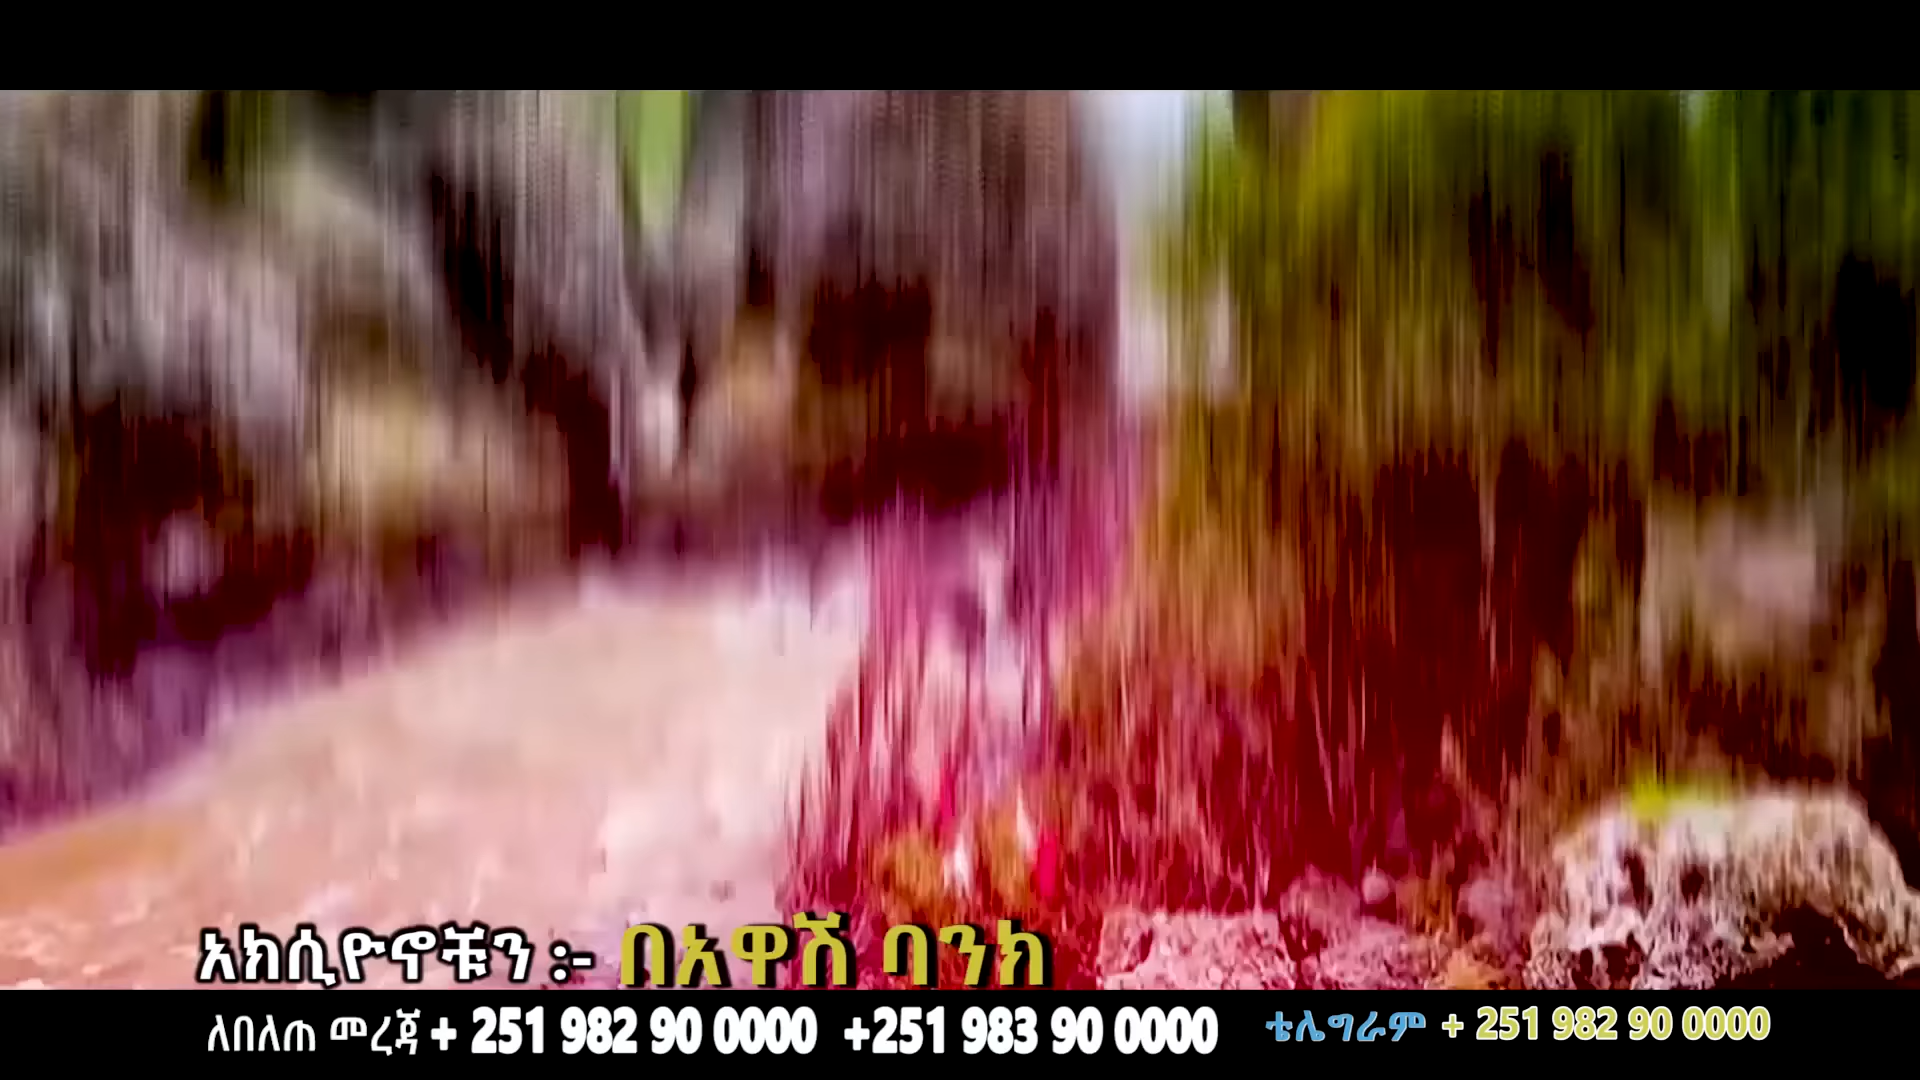 አክሲዮኖቹን :- በአዋሽ ባንክ
ለበለጠ መረጃ + 251 982 90 0000 +251 983 90 0000 ቴሌግራም + 251 982 90 0000